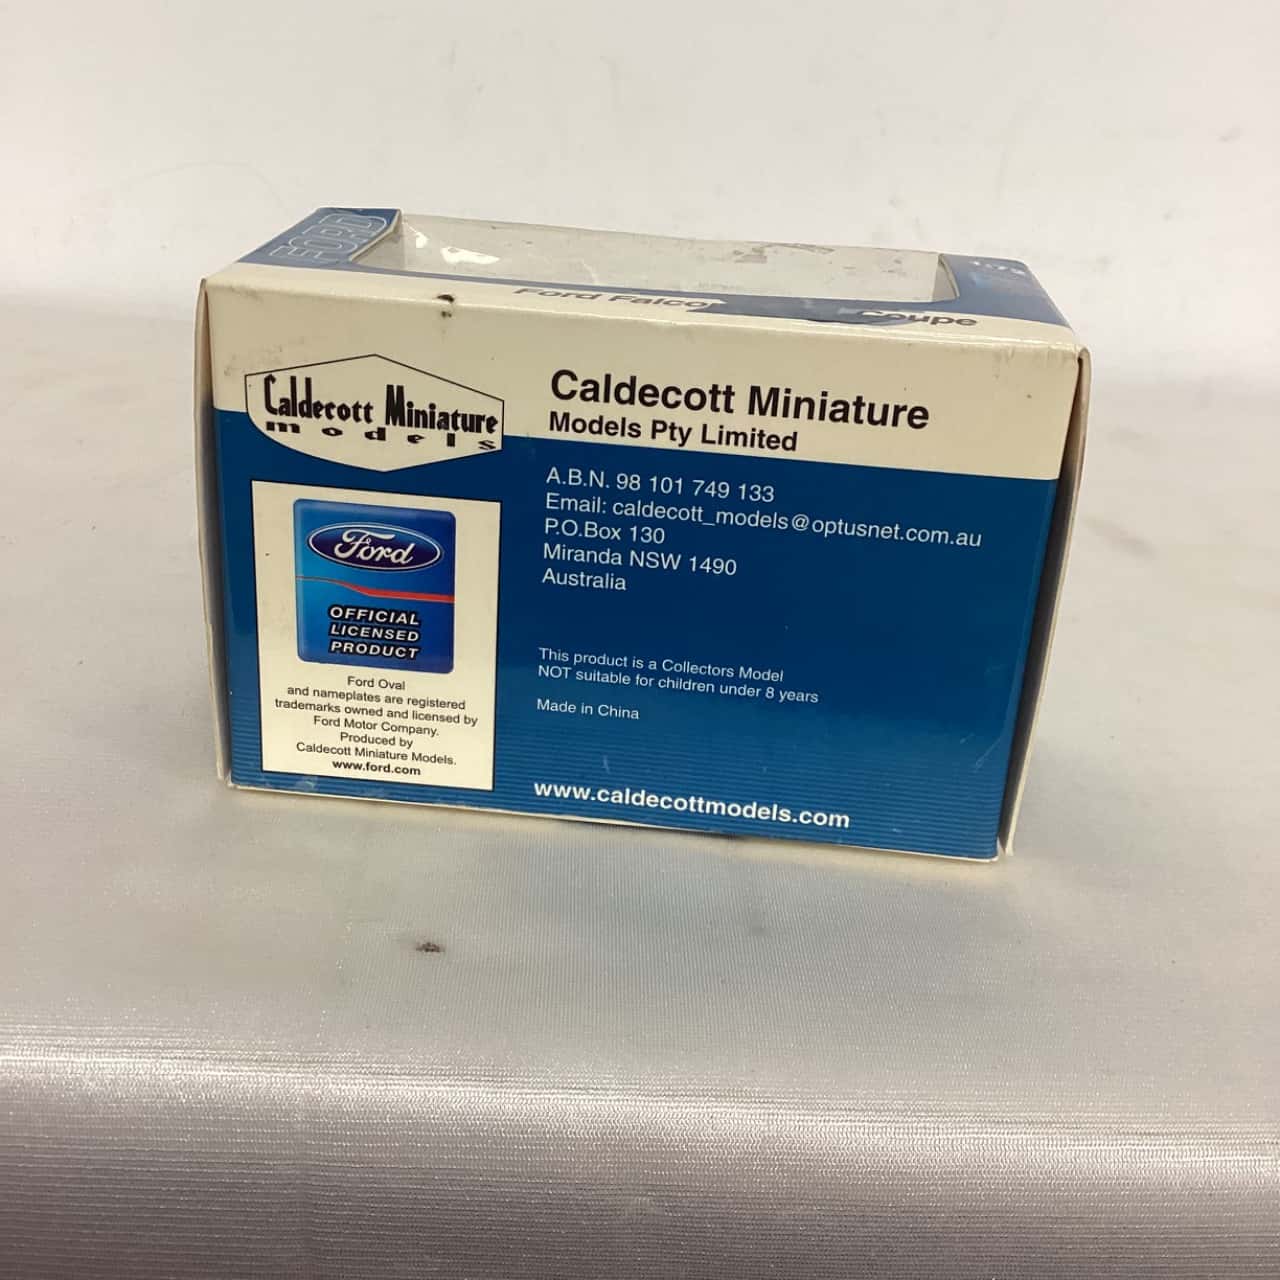 FORD
1:72
Ford Falcon
coupe
Caldecott Miniature
models
Caldecott Miniature
Models Pty Limited
A.B.N. 98 101 749 133
Email: caldecott_models@optusnet.com.au
P.O.Box 130
Miranda NSW 1490
Australia
Ford
OFFICIAL
LICENSED
PRODUCT
Ford Oval
and nameplates are registered
trademarks owned and licensed by
Ford Motor Company.
Produced by
Caldecott Miniature Models.
www.ford.com
This product is a Collectors Model
NOT suitable for children under 8 years
Made in China
www.caldecottmodels.com